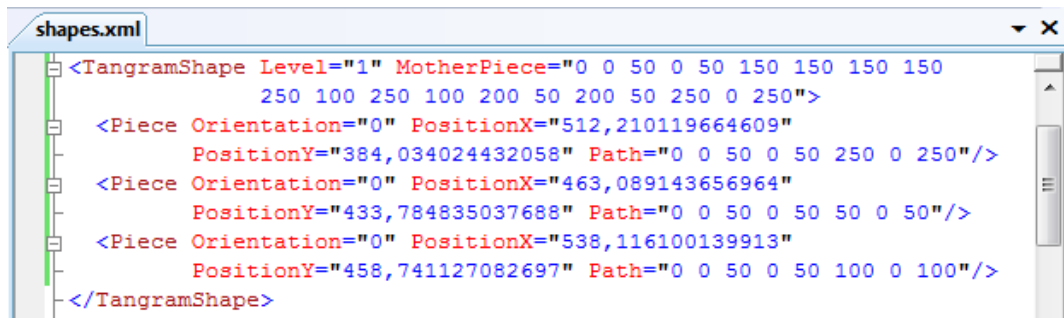 shapes.xml
<TangramShape Level="1" MotherPiece="0 0 50 0 50 150 150 150 150
250 100 250 100 200 50 200 50 250 0 250">
<Piece Orientation="0" PositionX="512,210119664609"
PositionY="384,034024432058" Path="0 0 50 0 50 250 0 250"/>
<Piece Orientation="0" PositionX="463,089143656964"
PositionY="433,784835037688" Path="0 0 50 0 50 50 0 50"/>
<Piece Orientation="0" PositionX="538,116100139913"
PositionY="458,741127082697" Path="0 0 50 0 50 100 0 100"/>
</TangramShape>